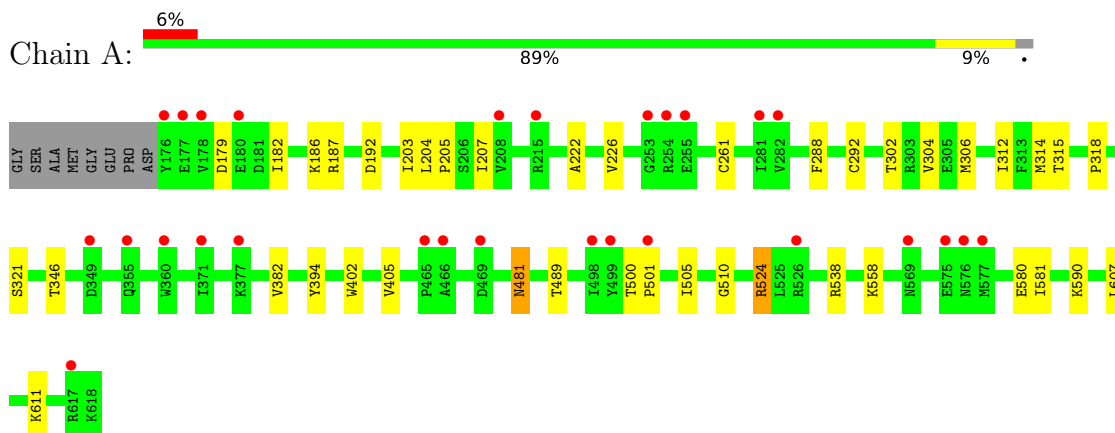 6%
Chain A:
89% 9% •
GLY SER ALA MET GLY GLU PRO ASP Y176 E177 V178 D179 E180 D181 I182 K186 R187 D192 I203 L204 P205 S206 I207 V208 R215 A222 V226 G253 R254 E255 C261 I281 V282 F288 C292 T302 R303 V304 E305 M306 I312 F313 M314 T315 P318
S321 T346 D349 Q355 W360 I371 K377 V382 Y394 W402 V405 P465 A466 D469 N481 T489 I498 Y499 T500 P501 I505 G510 R524 L525 R526 R538 K558 N569 E575 N576 M577 E580 I581 K590 L607
K611 R617 K618